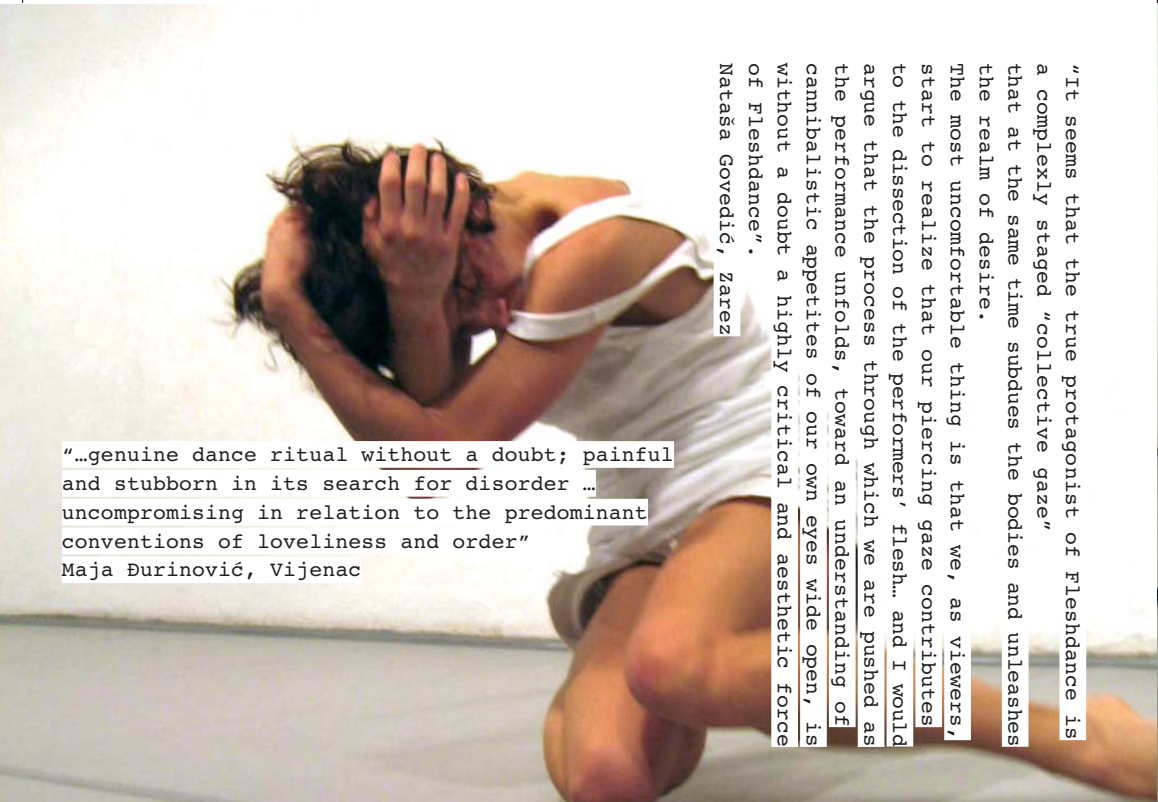 “It seems that the true protagonist of Fleshdance is
a complexly staged “collective gaze”
that at the same time subdues the bodies and unleashes
the realm of desire.
The most uncomfortable thing is that we, as viewers,
start to realize that our piercing gaze contributes
to the dissection of the performers’ flesh… and I would
argue that the process through which we are pushed as
the performance unfolds, toward an understanding of
cannibalistic appetites of our own eyes wide open, is
without a doubt a highly critical and aesthetic force
of Fleshdance”.
Nataša Govedić, Zarez
“…genuine dance ritual without a doubt; painful
and stubborn in its search for disorder …
uncompromising in relation to the predominant
conventions of loveliness and order”
Maja Đurinović, Vijenac